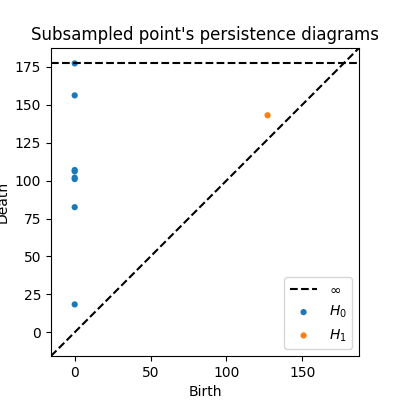 Subsampled point's persistence diagrams
175
150
125
100
75
50
25
0
Death
0 50 100 150
Birth
∞
H₀
H₁